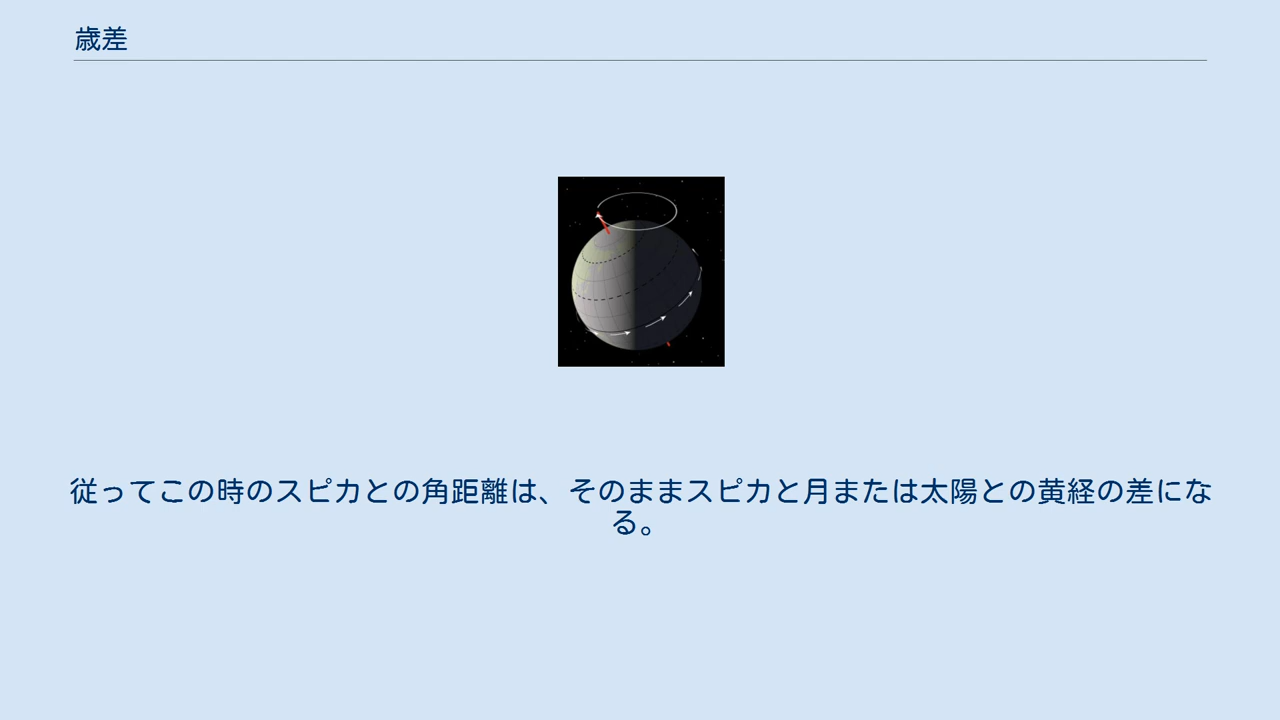 歳差
従ってこの時のスピカとの角距離は、そのままスピカと月または太陽との黄経の差にな
る。